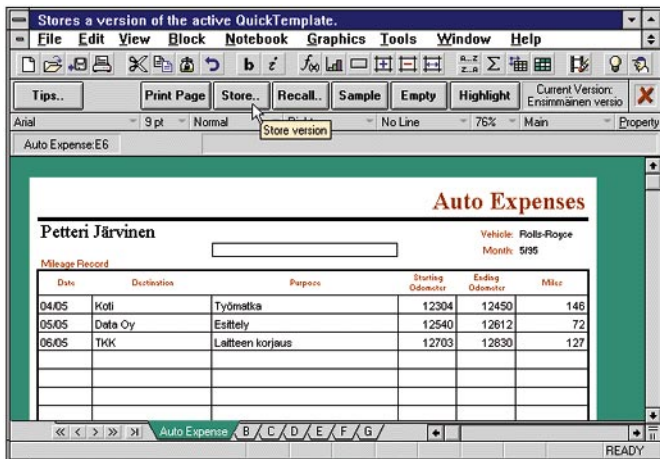 Stores a version of the active QuickTemplate.
File Edit View Block Notebook Graphics Tools Window Help
Tips.. Print Page Store.. Recall.. Sample Empty Highlight Current Version: Ensimmäinen versio
Arial 9 pt Normal No Line 76% Main Property
Store version
Auto Expense:E6
Auto Expenses
Petteri Järvinen
Vehicle: Rolls-Royce
Month: 5/95
Mileage Record
Date Destination Purpose Starting Odometer Ending Odometer Miles
04/05 Koti Työmatka 12304 12450 146
05/05 Data Oy Esittely 12540 12612 72
06/05 TKK Laitteen korjaus 12703 12830 127
Auto Expense B C D E F G
READY